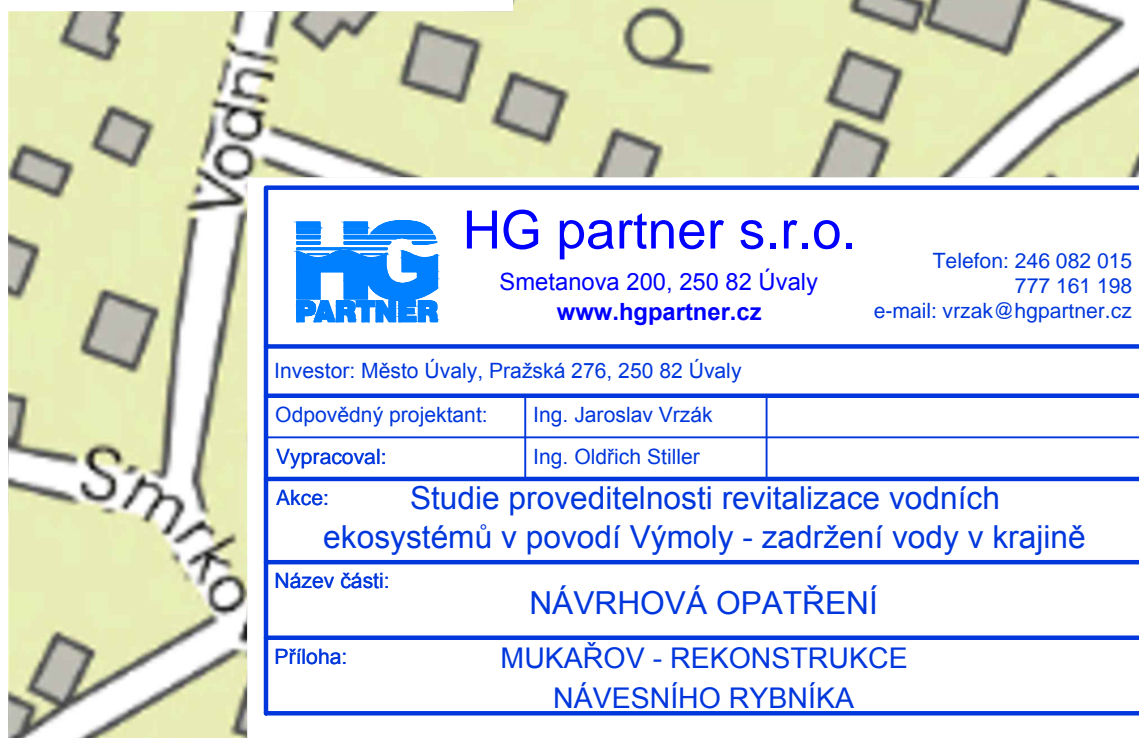 Vodní
Smrko
HG
PARTNER
HG partner s.r.o.
Smetanova 200, 250 82 Úvaly
www.hgpartner.cz
Telefon: 246 082 015
777 161 198
e-mail: vrzak@hgpartner.cz
Investor: Město Úvaly, Pražská 276, 250 82 Úvaly
Odpovědný projektant: Ing. Jaroslav Vrzák
Vypracoval: Ing. Oldřich Stiller
Akce: Studie proveditelnosti revitalizace vodních
ekosystémů v povodí Výmoly - zadržení vody v krajině
Název části: NÁVRHOVÁ OPATŘENÍ
Příloha: MUKAŘOV - REKONSTRUKCE
NÁVESNÍHO RYBNÍKA